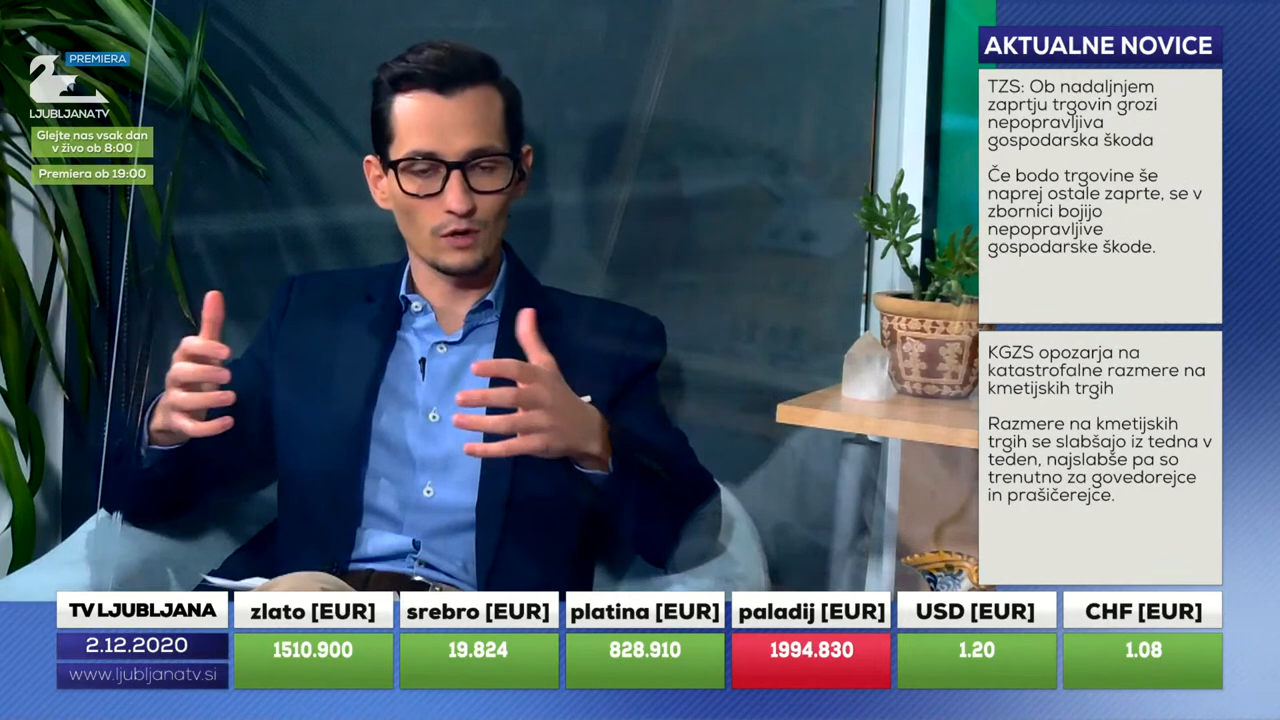 PREMIERA
LJUBLJANATV
Glejte nas vsak dan
v živo ob 8:00
Premiera ob 19:00
AKTUALNE NOVICE
TZS: Ob nadaljnjem
zaprtju trgovin grozi
nepopravljiva
gospodarska škoda
Če bodo trgovine še
naprej ostale zaprte, se v
zbornici bojijo
nepopravljive
gospodarske škode.
KGZS opozarja na
katastrofalne razmere na
kmetijskih trgih
Razmere na kmetijskih
trgih se slabšajo iz tedna v
teden, najslabše pa so
trenutno za govedorejce
in prašičerejce.
TV LJUBLJANA
zlato [EUR]
srebro [EUR]
platina [EUR]
paladij [EUR]
USD [EUR]
CHF [EUR]
2.12.2020
1510.900
19.824
828.910
1994.830
1.20
1.08
www.ljubljanatv.si